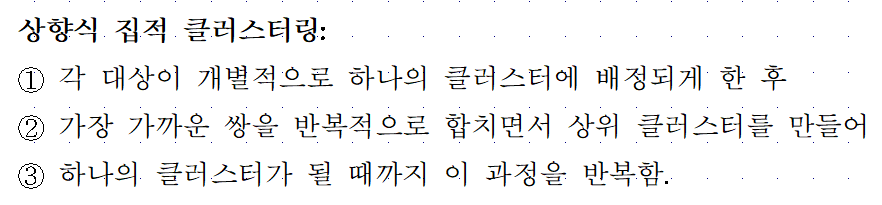 상향식 집적 클러스터링:
① 각 대상이 개별적으로 하나의 클러스터에 배정되게 한 후
② 가장 가까운 쌍을 반복적으로 합치면서 상위 클러스터를 만들어
③ 하나의 클러스터가 될 때까지 이 과정을 반복함.